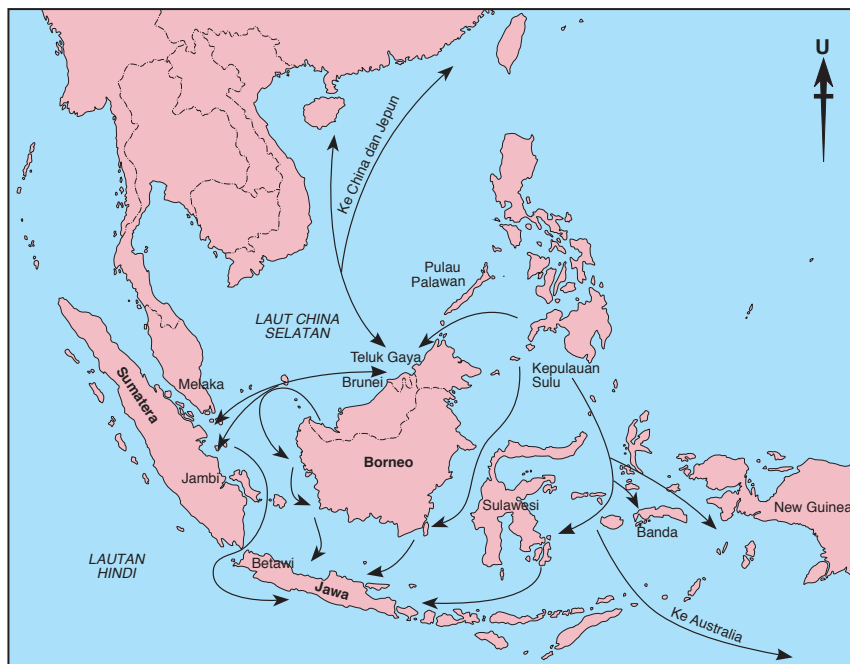 U
Ke China dan Jepun
Pulau
Palawan
LAUT CHINA
SELATAN
Teluk Gaya
Brunei
Melaka
Kepulauan
Sulu
Sumatera
Borneo
Jambi
Sulawesi
New Guinea
Banda
LAUTAN
HINDI
Betawi
Jawa
Ke Australia